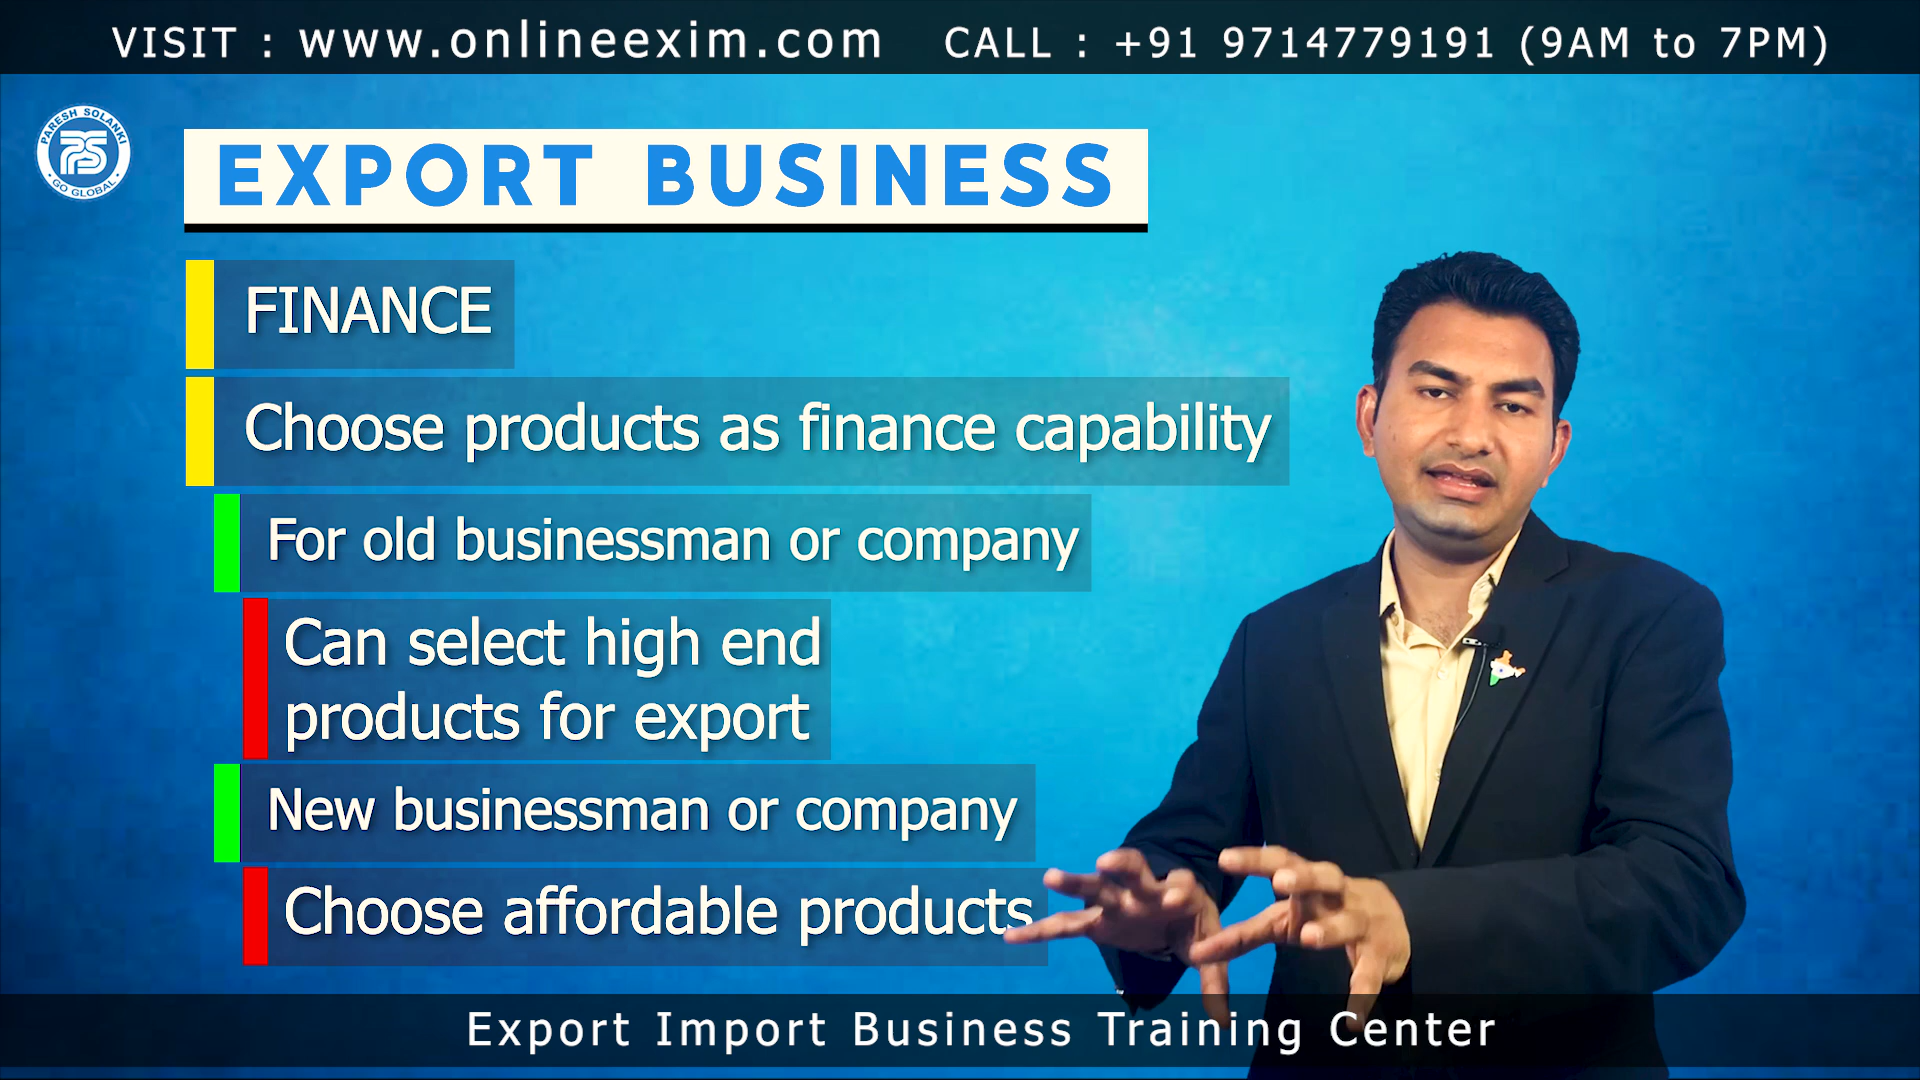 VISIT : www.onlineexim.com CALL : +91 9714779191 (9AM to 7PM)
PARESH SOLANKI
PS
• GO GLOBAL •
EXPORT BUSINESS
FINANCE
Choose products as finance capability
For old businessman or company
Can select high end
products for export
New businessman or company
Choose affordable products
Export Import Business Training Center